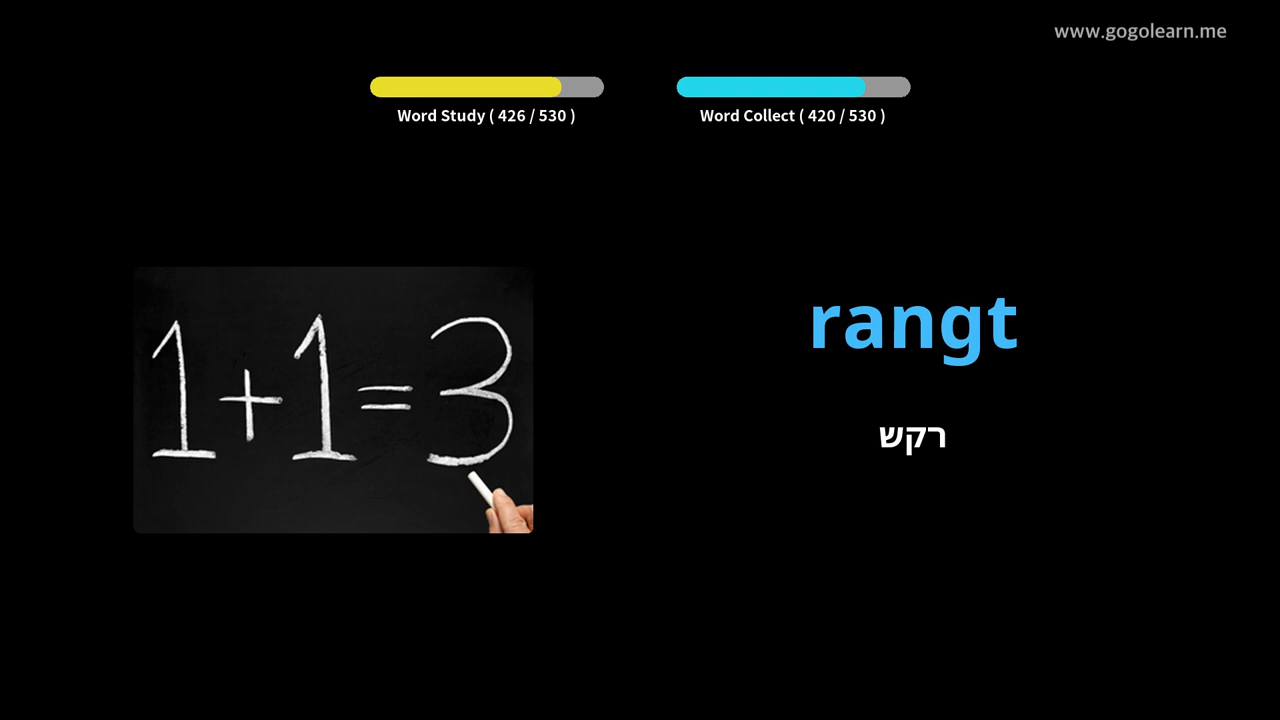 www.gogolearn.me
Word Study ( 426 / 530 )
Word Collect ( 420 / 530 )
1+1=3
rangt
רקש